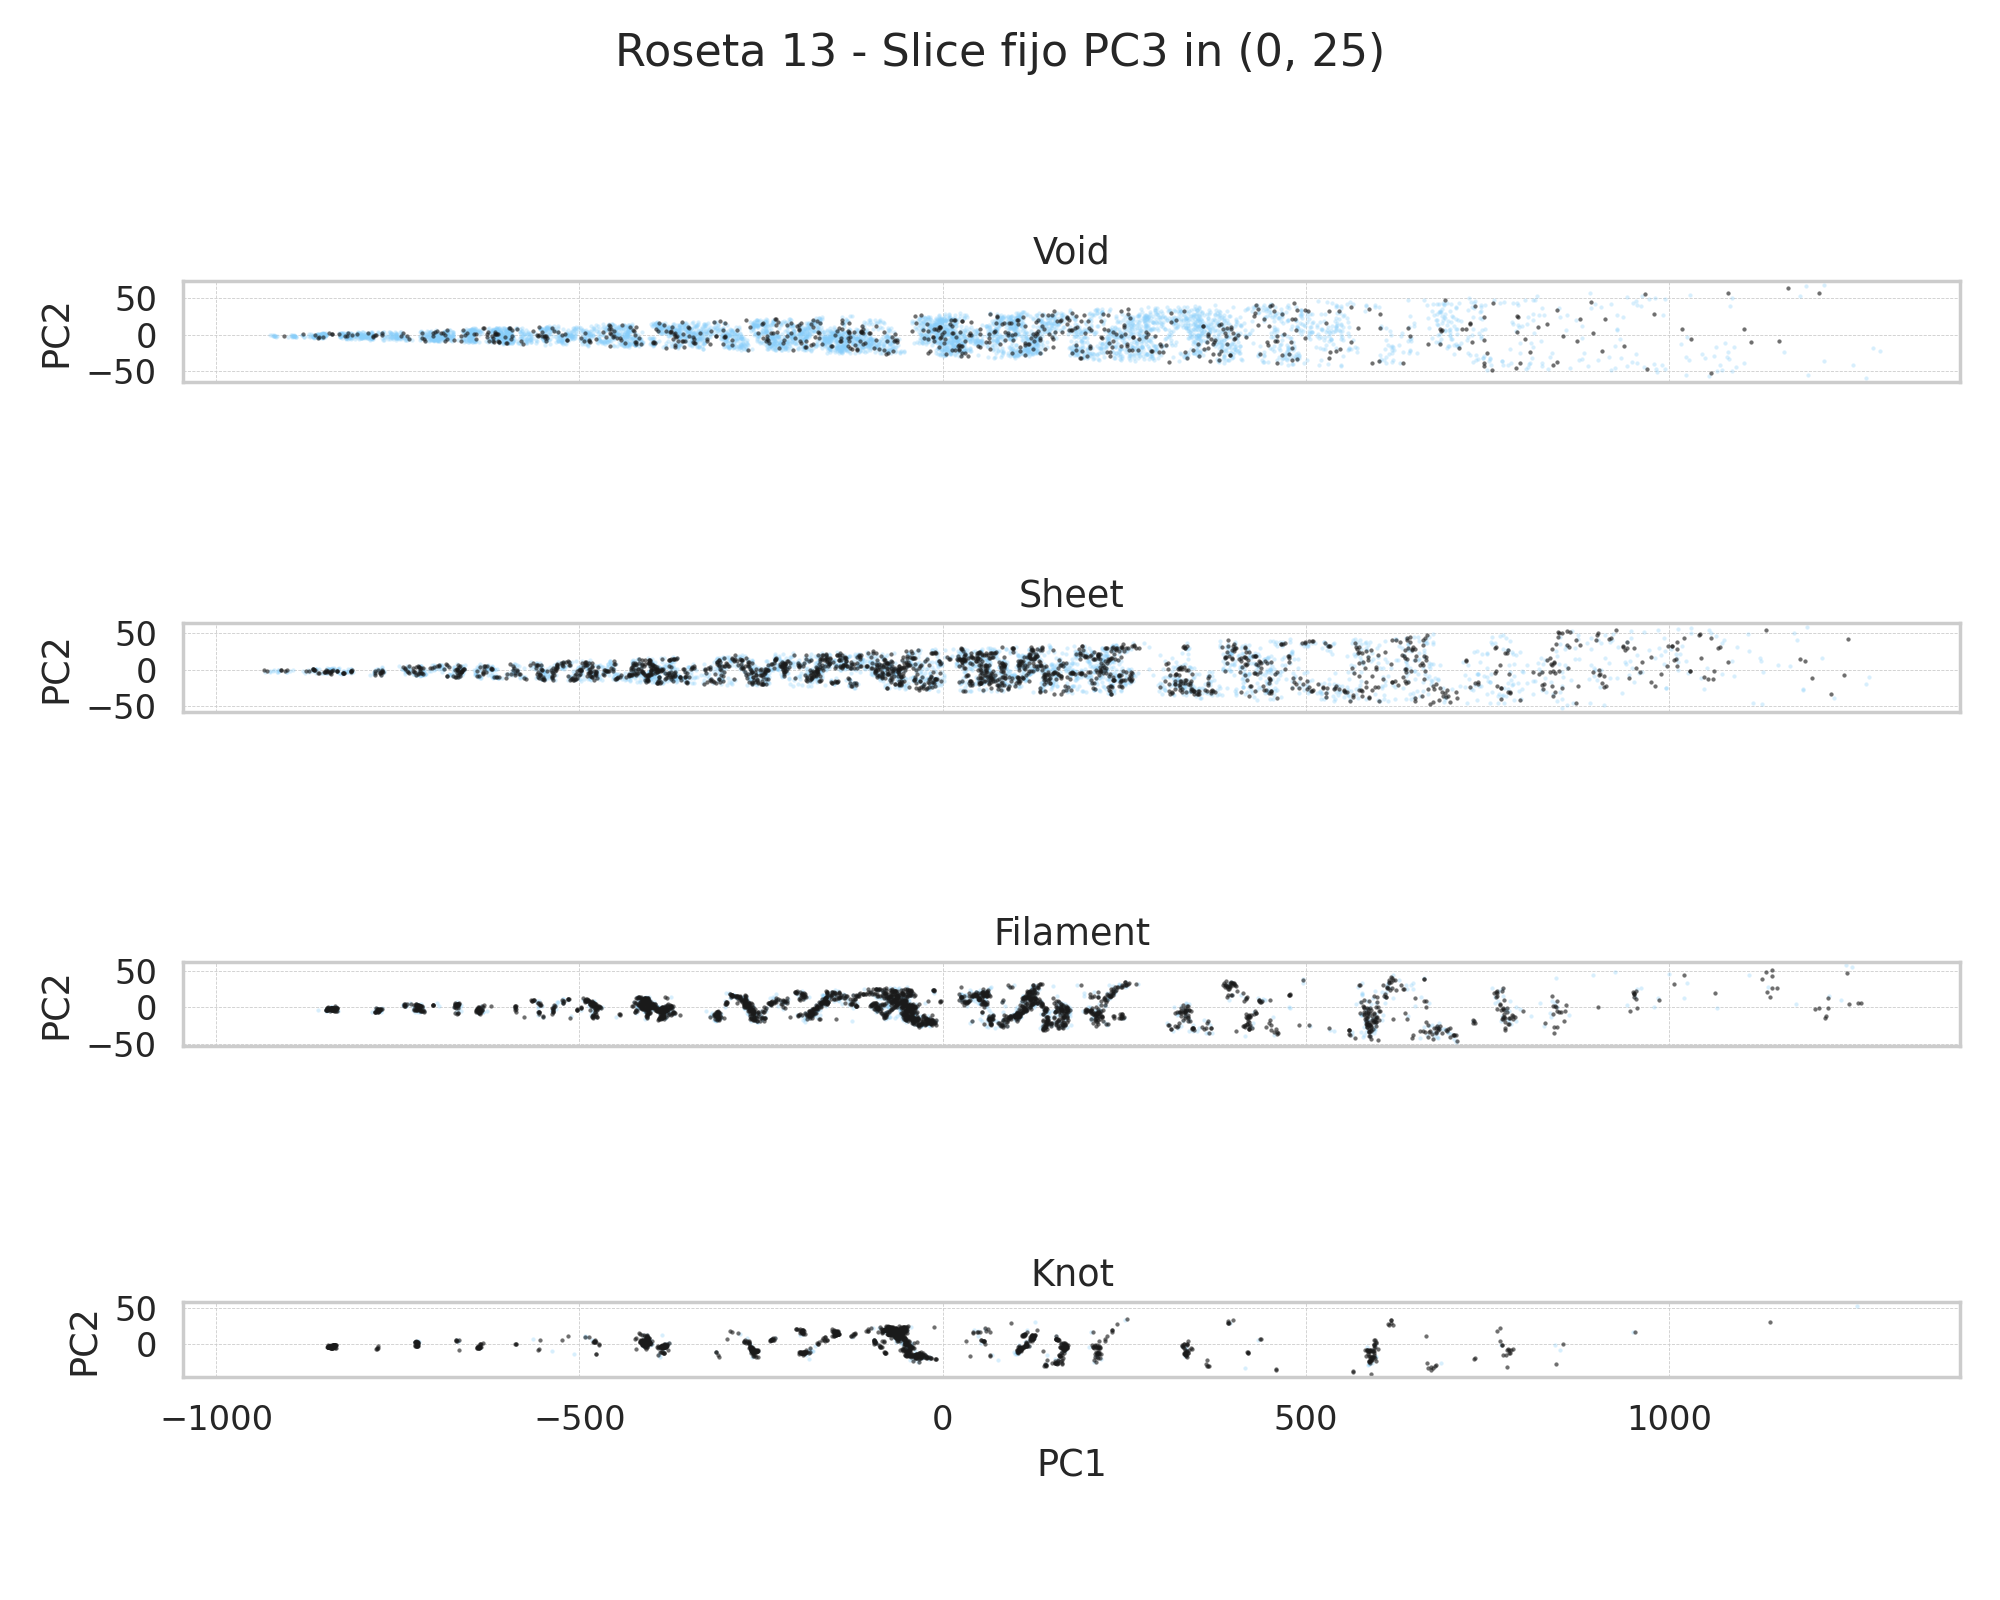 Roseta 13 - Slice fijo PC3 in (0, 25)
Void
PC2
50
0
−50
Sheet
PC2
50
0
−50
Filament
PC2
50
0
−50
Knot
PC2
50
0
−1000 −500 0 500 1000
PC1